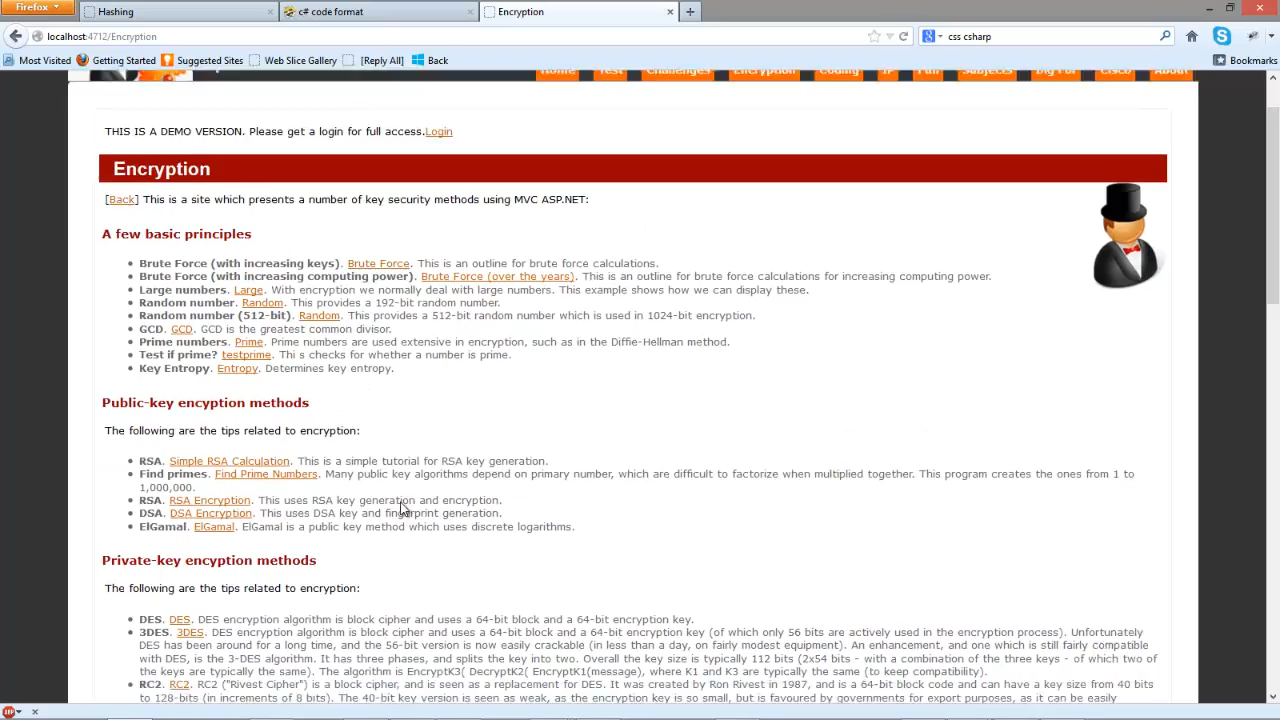 Firefox
Hashing
c# code format
Encryption
localhost:4712/Encryption
css csharp
Most Visited
Getting Started
Suggested Sites
Web Slice Gallery
[Reply All]
Back
Bookmarks
Home
Test
Challenges
Encryption
Coding
IP
Fun
Subjects
Dig For
Cisco
About
THIS IS A DEMO VERSION. Please get a login for full access.Login
Encryption
[Back] This is a site which presents a number of key security methods using MVC ASP.NET:
A few basic principles
Brute Force (with increasing keys). Brute Force. This is an outline for brute force calculations.
Brute Force (with increasing computing power). Brute Force (over the years). This is an outline for brute force calculations for increasing computing power.
Large numbers. Large. With encryption we normally deal with large numbers. This example shows how we can display these.
Random number. Random. This provides a 192-bit random number.
Random number (512-bit). Random. This provides a 512-bit random number which is used in 1024-bit encryption.
GCD. GCD. GCD is the greatest common divisor.
Prime numbers. Prime. Prime numbers are used extensive in encryption, such as in the Diffie-Hellman method.
Test if prime? testprime. Thi s checks for whether a number is prime.
Key Entropy. Entropy. Determines key entropy.
Public-key encyption methods
The following are the tips related to encryption:
RSA. Simple RSA Calculation. This is a simple tutorial for RSA key generation.
Find primes. Find Prime Numbers. Many public key algorithms depend on primary number, which are difficult to factorize when multiplied together. This program creates the ones from 1 to
1,000,000.
RSA. RSA Encryption. This uses RSA key generation and encryption.
DSA. DSA Encryption. This uses DSA key and fingerprint generation.
ElGamal. ElGamal. ElGamal is a public key method which uses discrete logarithms.
Private-key encyption methods
The following are the tips related to encryption:
DES. DES. DES encryption algorithm is block cipher and uses a 64-bit block and a 64-bit encryption key.
3DES. 3DES. DES encryption algorithm is block cipher and uses a 64-bit block and a 64-bit encryption key (of which only 56 bits are actively used in the encryption process). Unfortunately
DES has been around for a long time, and the 56-bit version is now easily crackable (in less than a day, on fairly modest equipment). An enhancement, and one which is still fairly compatible
with DES, is the 3-DES algorithm. It has three phases, and splits the key into two. Overall the key size is typically 112 bits (2x54 bits - with a combination of the three keys - of which two of
the keys are typically the same). The algorithm is EncryptK3( DecryptK2( EncryptK1(message), where K1 and K3 are typically the same (to keep compatibility).
RC2. RC2. RC2 ("Rivest Cipher") is a block cipher, and is seen as a replacement for DES. It was created by Ron Rivest in 1987, and is a 64-bit block code and can have a key size from 40 bits
to 128-bits (in increments of 8 bits). The 40-bit key version is seen as weak, as the encryption key is so small, but is favoured by governments for export purposes, as it can be easily